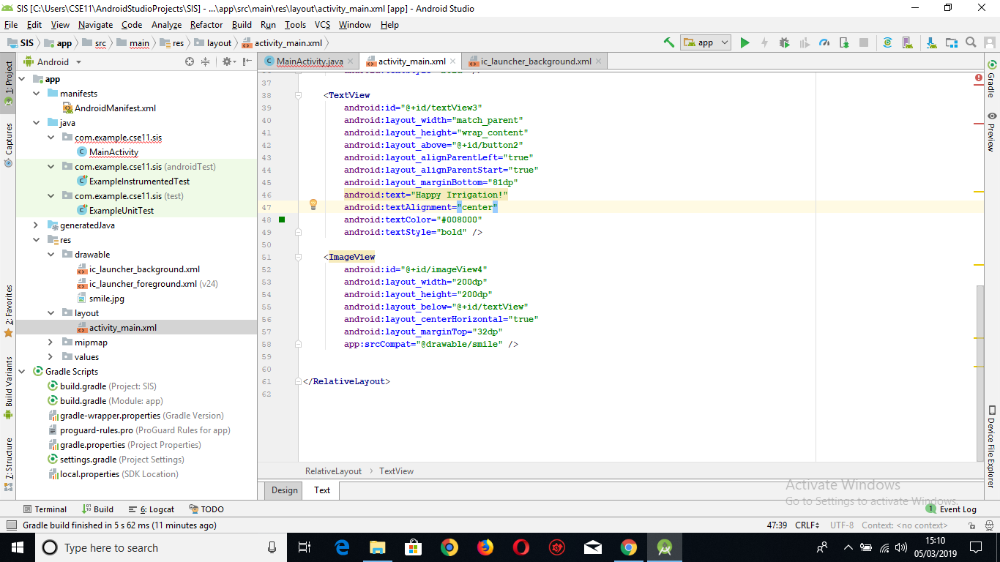 SIS [C:\Users\CSE11\AndroidStudioProjects\SIS] - ...\app\src\main\res\layout\activity_main.xml [app] - Android Studio
File Edit View Navigate Code Analyze Refactor Build Run Tools VCS Window Help
SIS app src main res layout activity_main.xml app
Android MainActivity.java activity_main.xml ic_launcher_background.xml
1: Project
Captures
2: Favorites
Build Variants
7: Structure
app
manifests
AndroidManifest.xml
java
com.example.cse11.sis
MainActivity
com.example.cse11.sis (androidTest)
ExampleInstrumentedTest
com.example.cse11.sis (test)
ExampleUnitTest
generatedJava
res
drawable
ic_launcher_background.xml
ic_launcher_foreground.xml (v24)
smile.jpg
layout
activity_main.xml
mipmap
values
Gradle Scripts
build.gradle (Project: SIS)
build.gradle (Module: app)
gradle-wrapper.properties (Gradle Version)
proguard-rules.pro (ProGuard Rules for app)
gradle.properties (Project Properties)
settings.gradle (Project Settings)
local.properties (SDK Location)
37
38 <TextView
39 android:id="@+id/textView3"
40 android:layout_width="match_parent"
41 android:layout_height="wrap_content"
42 android:layout_above="@+id/button2"
43 android:layout_alignParentLeft="true"
44 android:layout_alignParentStart="true"
45 android:layout_marginBottom="81dp"
46 android:text="Happy Irrigation!"
47 android:textAlignment="center"
48 android:textColor="#008000"
49 android:textStyle="bold" />
50
51 <ImageView
52 android:id="@+id/imageView4"
53 android:layout_width="200dp"
54 android:layout_height="200dp"
55 android:layout_below="@+id/textView"
56 android:layout_centerHorizontal="true"
57 android:layout_marginTop="32dp"
58 app:srcCompat="@drawable/smile" />
59
60
61 </RelativeLayout>
62
RelativeLayout TextView
Design Text
Gradle
Preview
Device File Explorer
Activate Windows
Go to Settings to activate Windows.
Terminal Build 6: Logcat TODO 1 Event Log
Gradle build finished in 5 s 62 ms (11 minutes ago) 47:39 CRLF UTF-8 Context: <no context>
Type here to search 15:10
05/03/2019